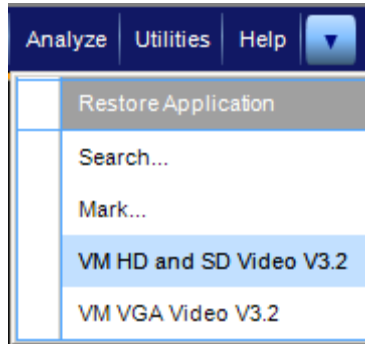 Analyze Utilities Help
Restore Application
Search...
Mark...
VM HD and SD Video V3.2
VM VGA Video V3.2